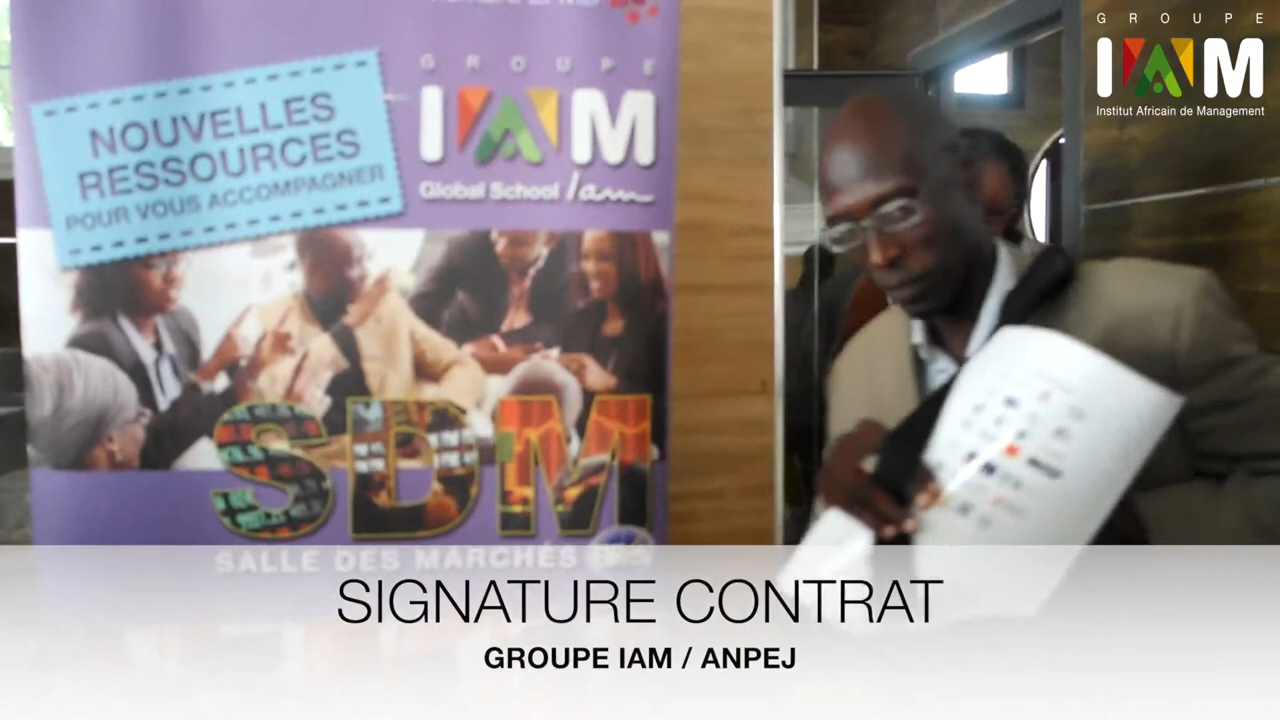 NOUVELLES
RESSOURCES
POUR VOUS ACCOMPAGNER
GROUPE
IAM
Global School Iam
SDM
SALLE DES MARCHÉS
GROUPE
IAM
Institut Africain de Management
SIGNATURE CONTRAT
GROUPE IAM / ANPEJ